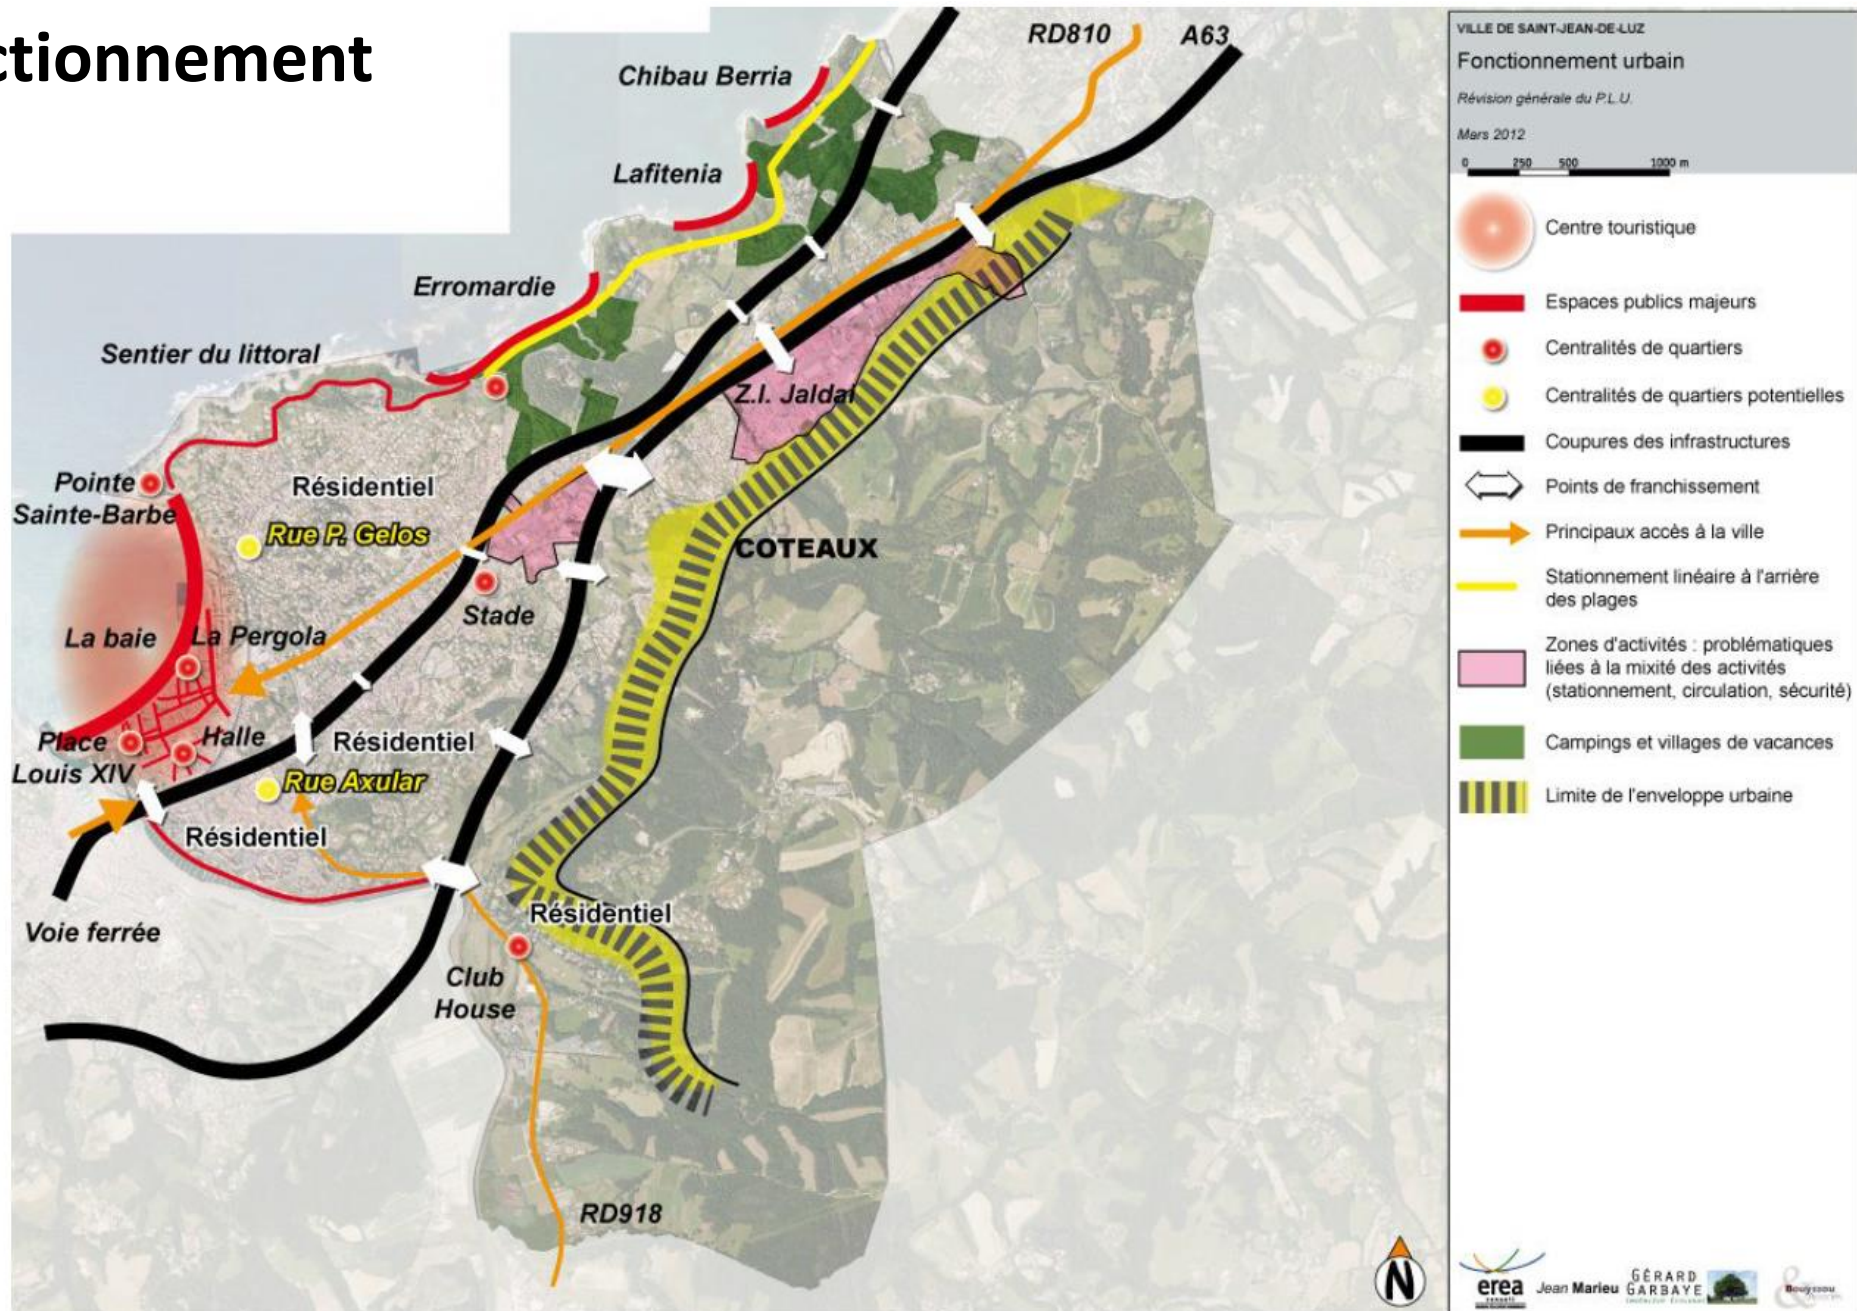 ctionnement
RD810
A63
Chibau Berria
Lafitenia
Erromardie
Sentier du littoral
Z.I. Jaldai
Pointe
Sainte-Barbe
Résidentiel
Rue P. Gelos
COTEAUX
Stade
La baie
La Pergola
Place
Louis XIV
Halle
Résidentiel
Rue Axular
Résidentiel
Voie ferrée
Résidentiel
Club
House
RD918
N
VILLE DE SAINT-JEAN-DE-LUZ
Fonctionnement urbain
Révision générale du P.L.U.
Mars 2012
0 250 500 1000 m
Centre touristique
Espaces publics majeurs
Centralités de quartiers
Centralités de quartiers potentielles
Coupures des infrastructures
Points de franchissement
Principaux accès à la ville
Stationnement linéaire à l'arrière
des plages
Zones d'activités : problématiques
liées à la mixité des activités
(stationnement, circulation, sécurité)
Campings et villages de vacances
Limite de l'enveloppe urbaine
erea
conseil
Jean Marieu
GÉRARD
GARBAYE
Bouyssou